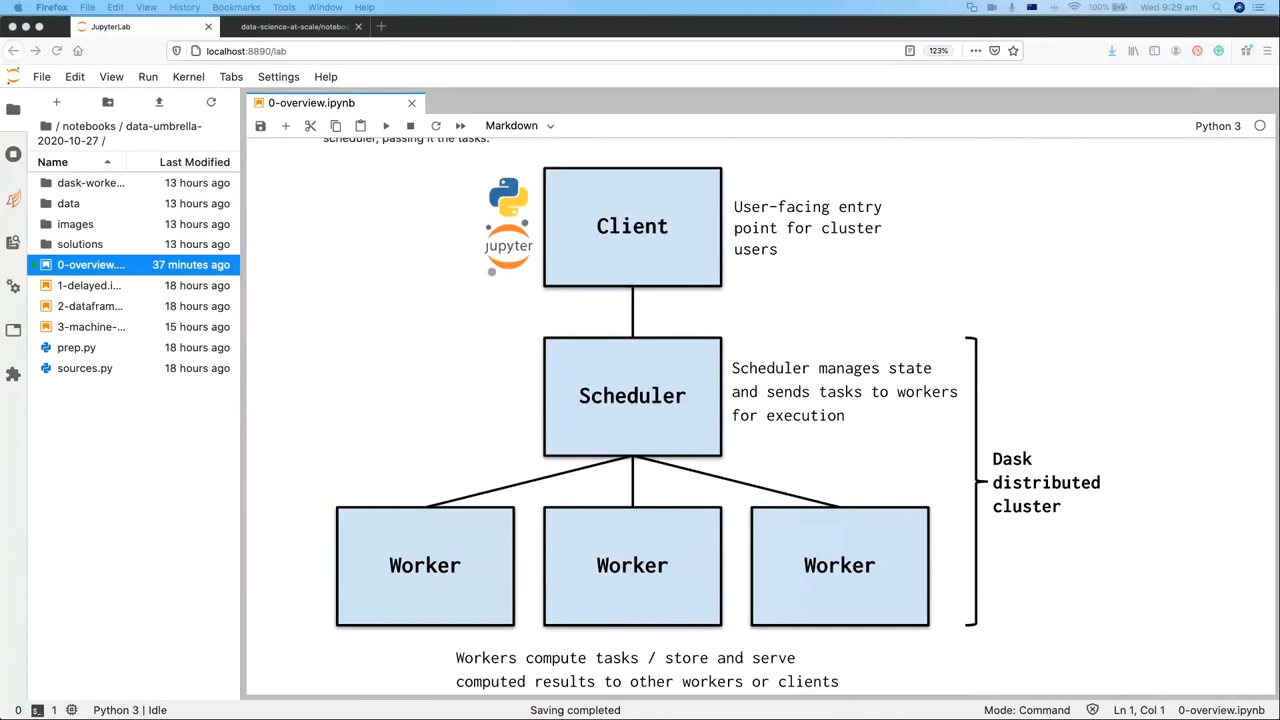 Firefox File Edit View History Bookmarks Tools Window Help 100% Wed 9:29 am
JupyterLab data-science-at-scale/notebo
localhost:8890/lab 123%
File Edit View Run Kernel Tabs Settings Help
0-overview.ipynb
Markdown Python 3
/ notebooks / data-umbrella-
2020-10-27 /
Name Last Modified
dask-worke... 13 hours ago
data 13 hours ago
images 13 hours ago
solutions 13 hours ago
0-overview.... 37 minutes ago
1-delayed.i... 18 hours ago
2-datafram... 18 hours ago
3-machine-... 15 hours ago
prep.py 18 hours ago
sources.py 18 hours ago
scheduler, passing it the tasks.
jupyter
Client
User-facing entry
point for cluster
users
Scheduler
Scheduler manages state
and sends tasks to workers
for execution
Dask
distributed
cluster
Worker Worker Worker
Workers compute tasks / store and serve
computed results to other workers or clients
0 1 Python 3 | Idle Saving completed Mode: Command Ln 1, Col 1 0-overview.ipynb